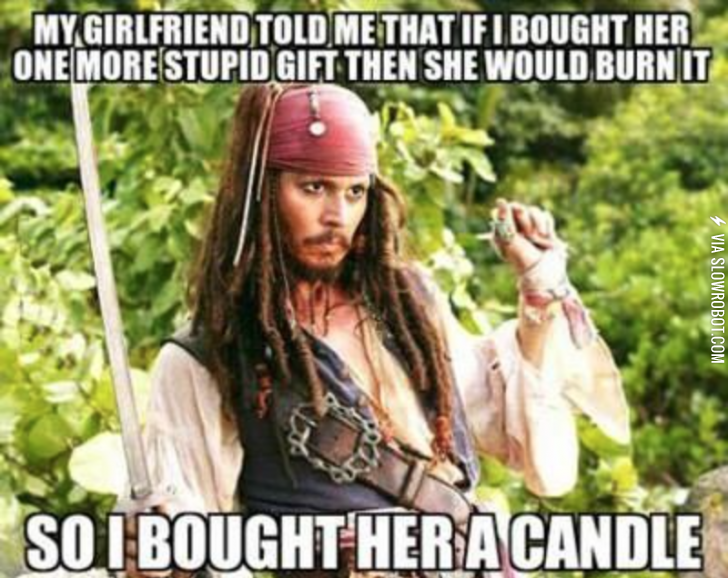 MY GIRLFRIEND TOLD ME THAT IF I BOUGHT HER
ONE MORE STUPID GIFT THEN SHE WOULD BURN IT
SO I BOUGHT HER A CANDLE
VIA SLOWROBOT.COM